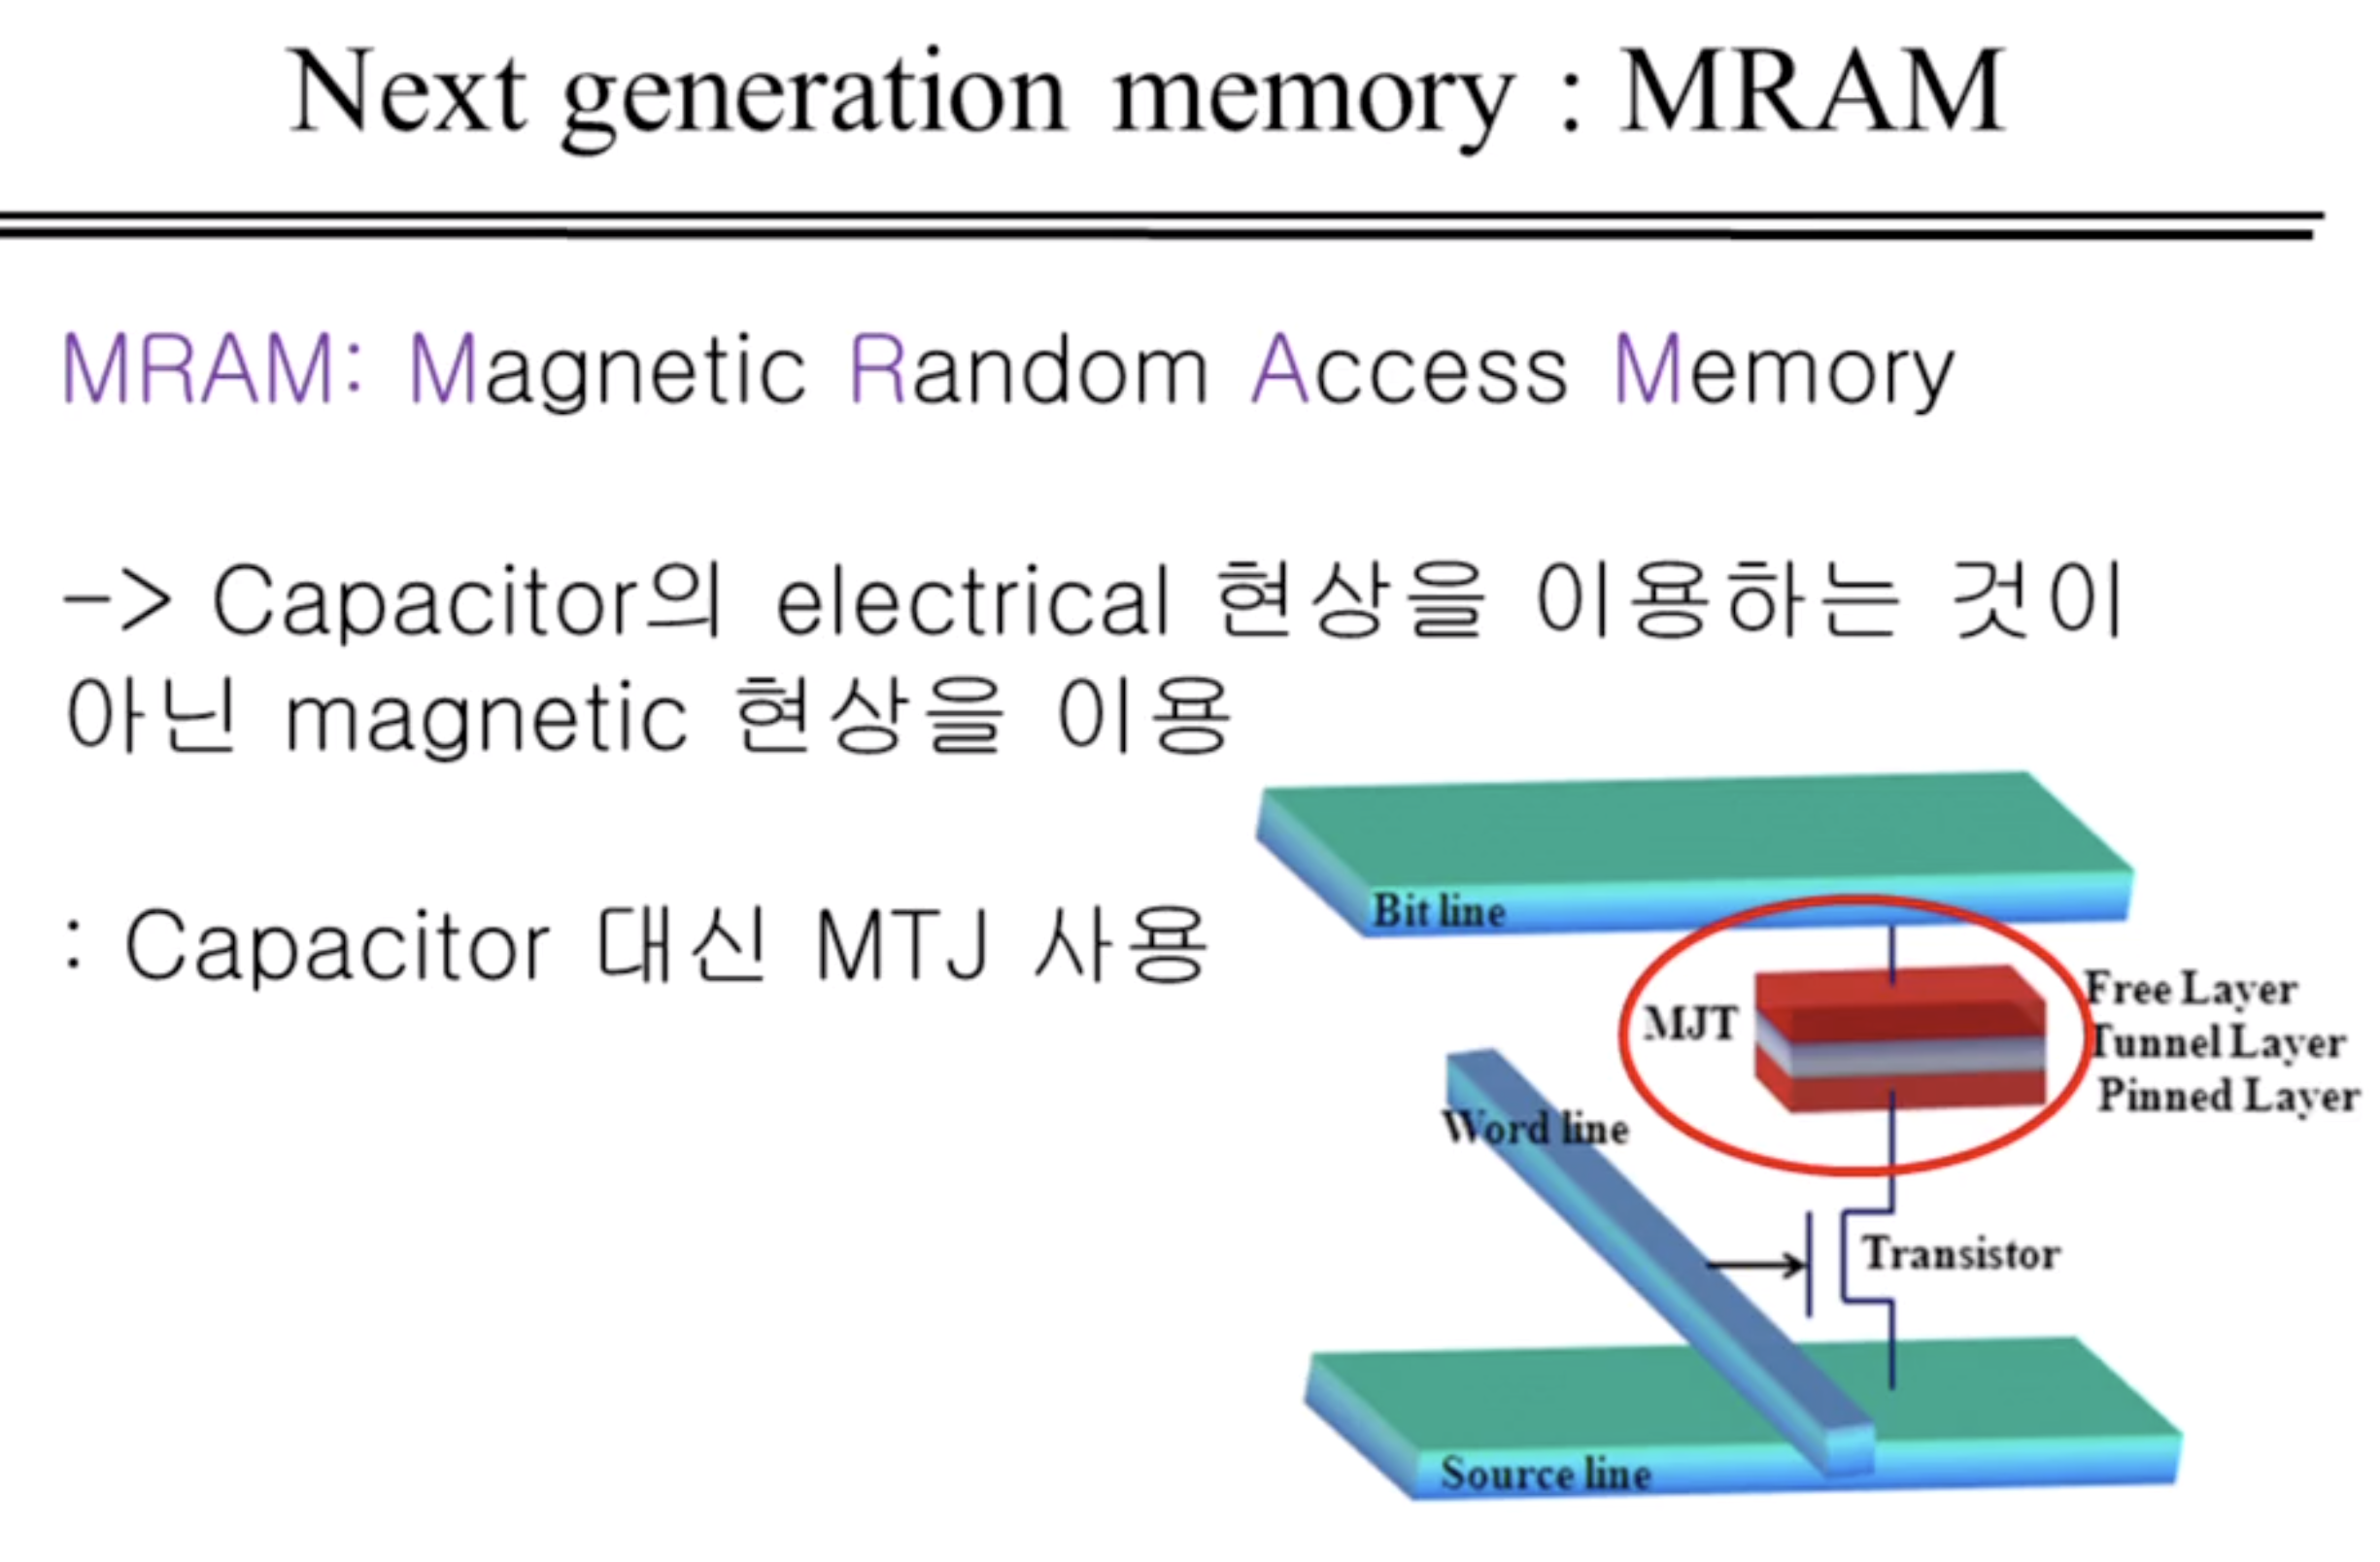 Next generation memory : MRAM
MRAM: Magnetic Random Access Memory
-> Capacitor의 electrical 현상을 이용하는 것이
아닌 magnetic 현상을 이용
: Capacitor 대신 MTJ 사용
Bit line
MJT
Free Layer
Tunnel Layer
Pinned Layer
Word line
Transistor
Source line